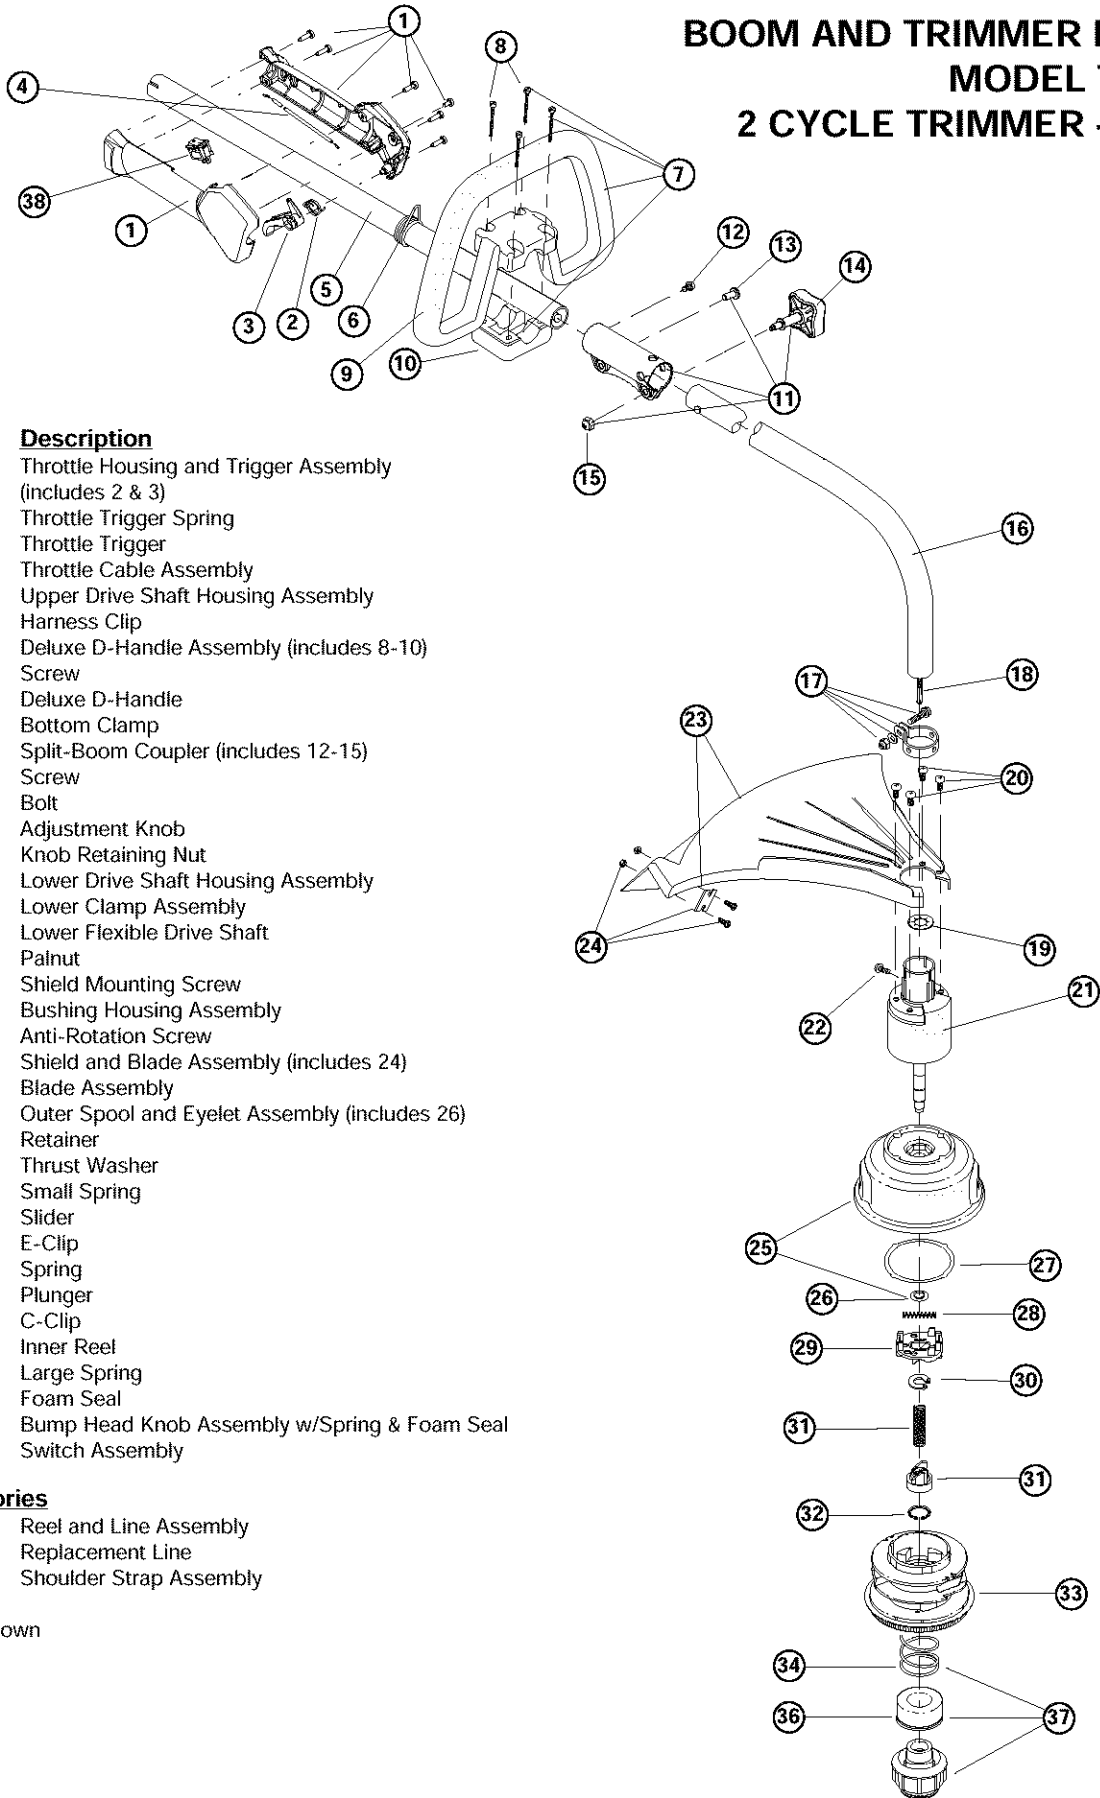 BOOM AND TRIMMER
MODEL
2 CYCLE TRIMMER -
1
8
4
7
38
1
12
13
14
5
3
2
6
9
10
11
15
Description
Throttle Housing and Trigger Assembly
(includes 2 & 3)
Throttle Trigger Spring
Throttle Trigger
Throttle Cable Assembly
Upper Drive Shaft Housing Assembly
Harness Clip
Deluxe D-Handle Assembly (includes 8-10)
Screw
Deluxe D-Handle
Bottom Clamp
Split-Boom Coupler (includes 12-15)
Screw
Bolt
Adjustment Knob
Knob Retaining Nut
Lower Drive Shaft Housing Assembly
Lower Clamp Assembly
Lower Flexible Drive Shaft
Palnut
Shield Mounting Screw
Bushing Housing Assembly
Anti-Rotation Screw
Shield and Blade Assembly (includes 24)
Blade Assembly
Outer Spool and Eyelet Assembly (includes 26)
Retainer
Thrust Washer
Small Spring
Slider
E-Clip
Spring
Plunger
C-Clip
Inner Reel
Large Spring
Foam Seal
Bump Head Knob Assembly w/Spring & Foam Seal
Switch Assembly
ories
Reel and Line Assembly
Replacement Line
Shoulder Strap Assembly
own
16
17
18
23
20
24
19
22
21
25
27
26
28
29
30
31
31
32
33
34
36
37